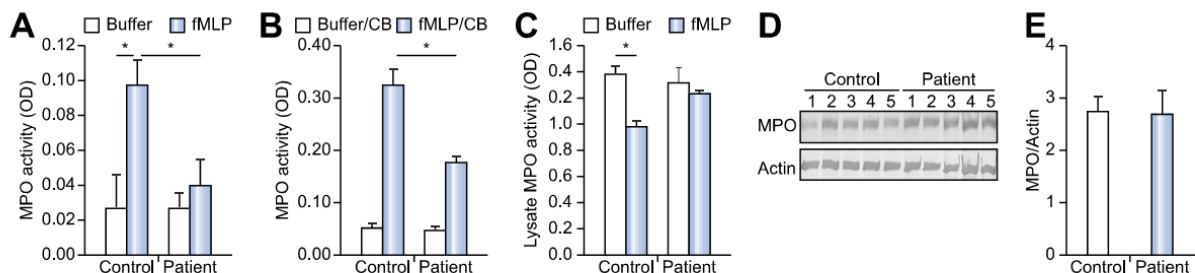 A
Buffer fMLP
MPO activity (OD)
0.12
0.10
0.08
0.06
0.04
0.02
0.00
*
*
Control Patient
B
Buffer/CB fMLP/CB
MPO activity (OD)
0.40
0.30
0.20
0.10
0.00
*
Control Patient
C
Buffer fMLP
Lysate MPO activity (OD)
1.6
0.4
1.2
1.0
0.4
0.2
0.0
*
Control Patient
D
Control Patient
1 2 3 4 5 1 2 3 4 5
MPO
Actin
E
MPO/Actin
4
3
2
1
0
Control Patient